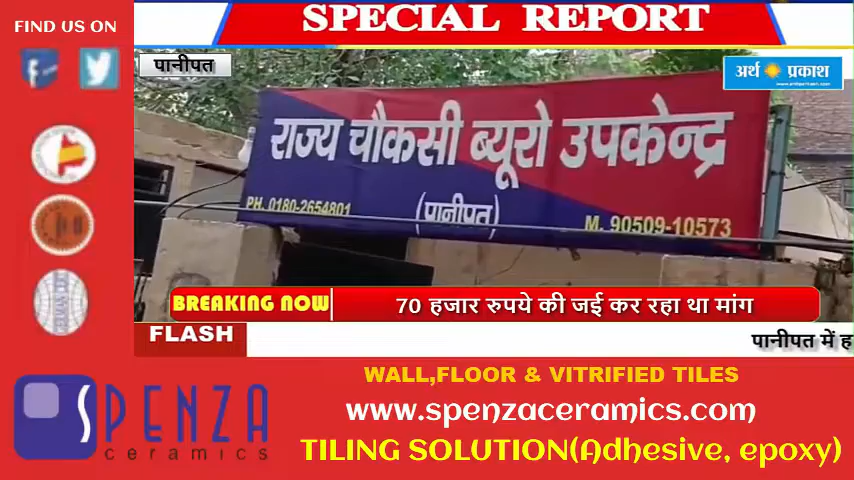 FIND US ON
SPECIAL REPORT
पानीपत
अर्थ प्रकाश
राज्य चौकसी ब्यूरो उपकेन्द्र
PH. 0180-2654801
(पानीपत)
M. 90509-10573
BREAKING NOW
70 हजार रुपये की जई कर रहा था मांग
FLASH
पानीपत में ह
GERMAN
WALL,FLOOR & VITRIFIED TILES
SPENZA
ceramics
www.spenzaceramics.com
TILING SOLUTION(Adhesive, epoxy)